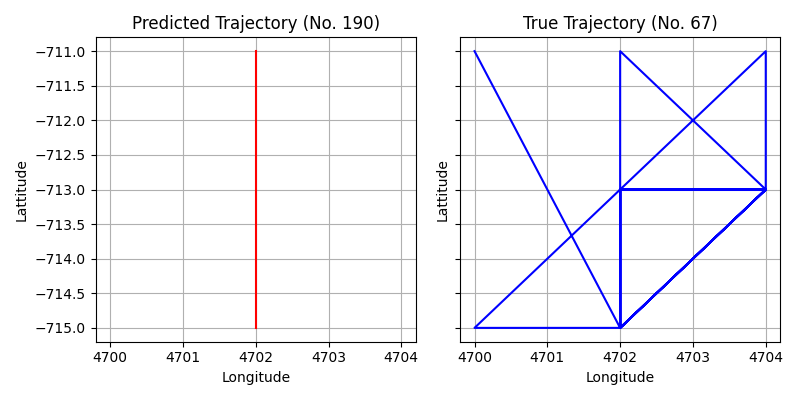 Predicted Trajectory (No. 190)
−711.0
−711.5
−712.0
−712.5
−713.0
−713.5
−714.0
−714.5
−715.0
Lattitude
4700 4701 4702 4703 4704
Longitude
True Trajectory (No. 67)
Lattitude
4700 4701 4702 4703 4704
Longitude